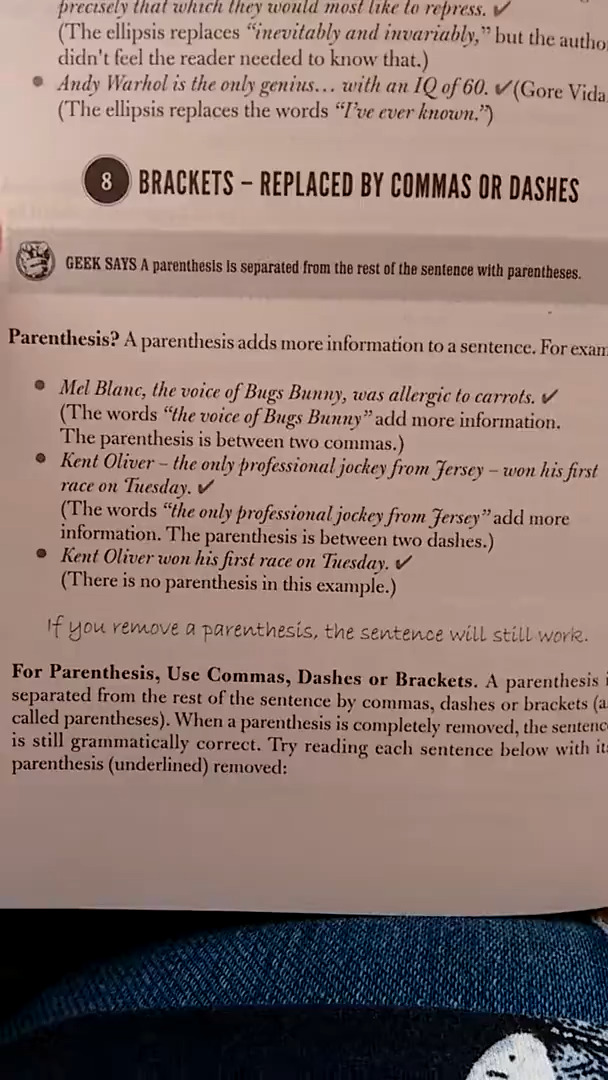 precisely that which they would most like to repress. ✓
(The ellipsis replaces “inevitably and invariably,” but the autho
didn't feel the reader needed to know that.)
● Andy Warhol is the only genius... with an IQ of 60. ✓ (Gore Vida
(The ellipsis replaces the words “I've ever known.”)
8 BRACKETS – REPLACED BY COMMAS OR DASHES
GEEK SAYS A parenthesis is separated from the rest of the sentence with parentheses.
Parenthesis? A parenthesis adds more information to a sentence. For exam
● Mel Blanc, the voice of Bugs Bunny, was allergic to carrots. ✓
(The words “the voice of Bugs Bunny” add more information.
The parenthesis is between two commas.)
● Kent Oliver – the only professional jockey from Jersey – won his first
race on Tuesday. ✓
(The words “the only professional jockey from Jersey” add more
information. The parenthesis is between two dashes.)
● Kent Oliver won his first race on Tuesday. ✓
(There is no parenthesis in this example.)
If you remove a parenthesis, the sentence will still work.
For Parenthesis, Use Commas, Dashes or Brackets. A parenthesis i
separated from the rest of the sentence by commas, dashes or brackets (a
called parentheses). When a parenthesis is completely removed, the sentenc
is still grammatically correct. Try reading each sentence below with it
parenthesis (underlined) removed: